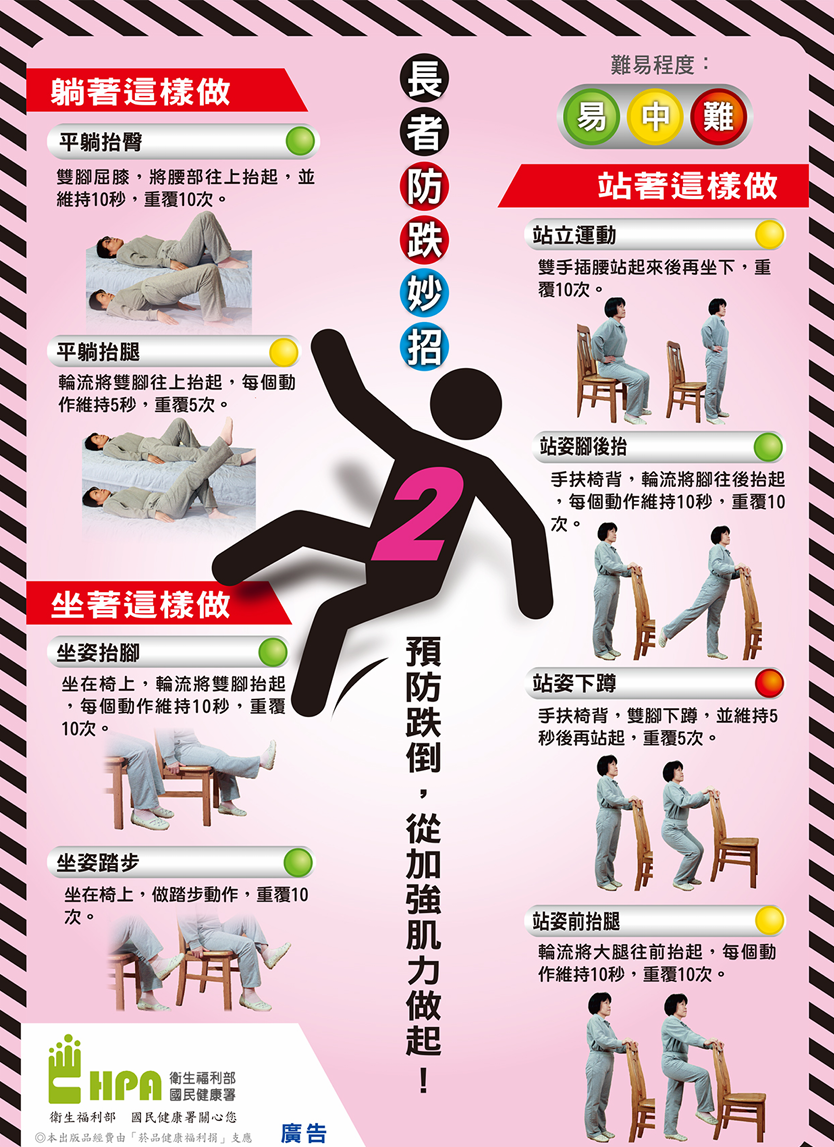 長者防跌妙招
2
預防跌倒，從加強肌力做起！
躺著這樣做
平躺抬臀
雙腳屈膝，將腰部往上抬起，並
維持10秒，重覆10次。
平躺抬腿
輪流將雙腳往上抬起，每個動
作維持5秒，重覆5次。
坐著這樣做
坐姿抬腳
坐在椅上，輪流將雙腳抬起
，每個動作維持10秒，重覆
10次。
坐姿踏步
坐在椅上，做踏步動作，重覆10
次。
難易程度：
易 中 難
站著這樣做
站立運動
雙手插腰站起來後再坐下，重
覆10次。
站姿腳後抬
手扶椅背，輪流將腳往後抬起
，每個動作維持10秒，重覆10
次。
站姿下蹲
手扶椅背，雙腳下蹲，並維持5
秒後再站起，重覆5次。
站姿前抬腿
輪流將大腿往前抬起，每個動
作維持10秒，重覆10次。
HPA 衛生福利部
國民健康署
衛生福利部 國民健康署關心您
◎本出版品經費由「菸品健康福利捐」支應
廣告